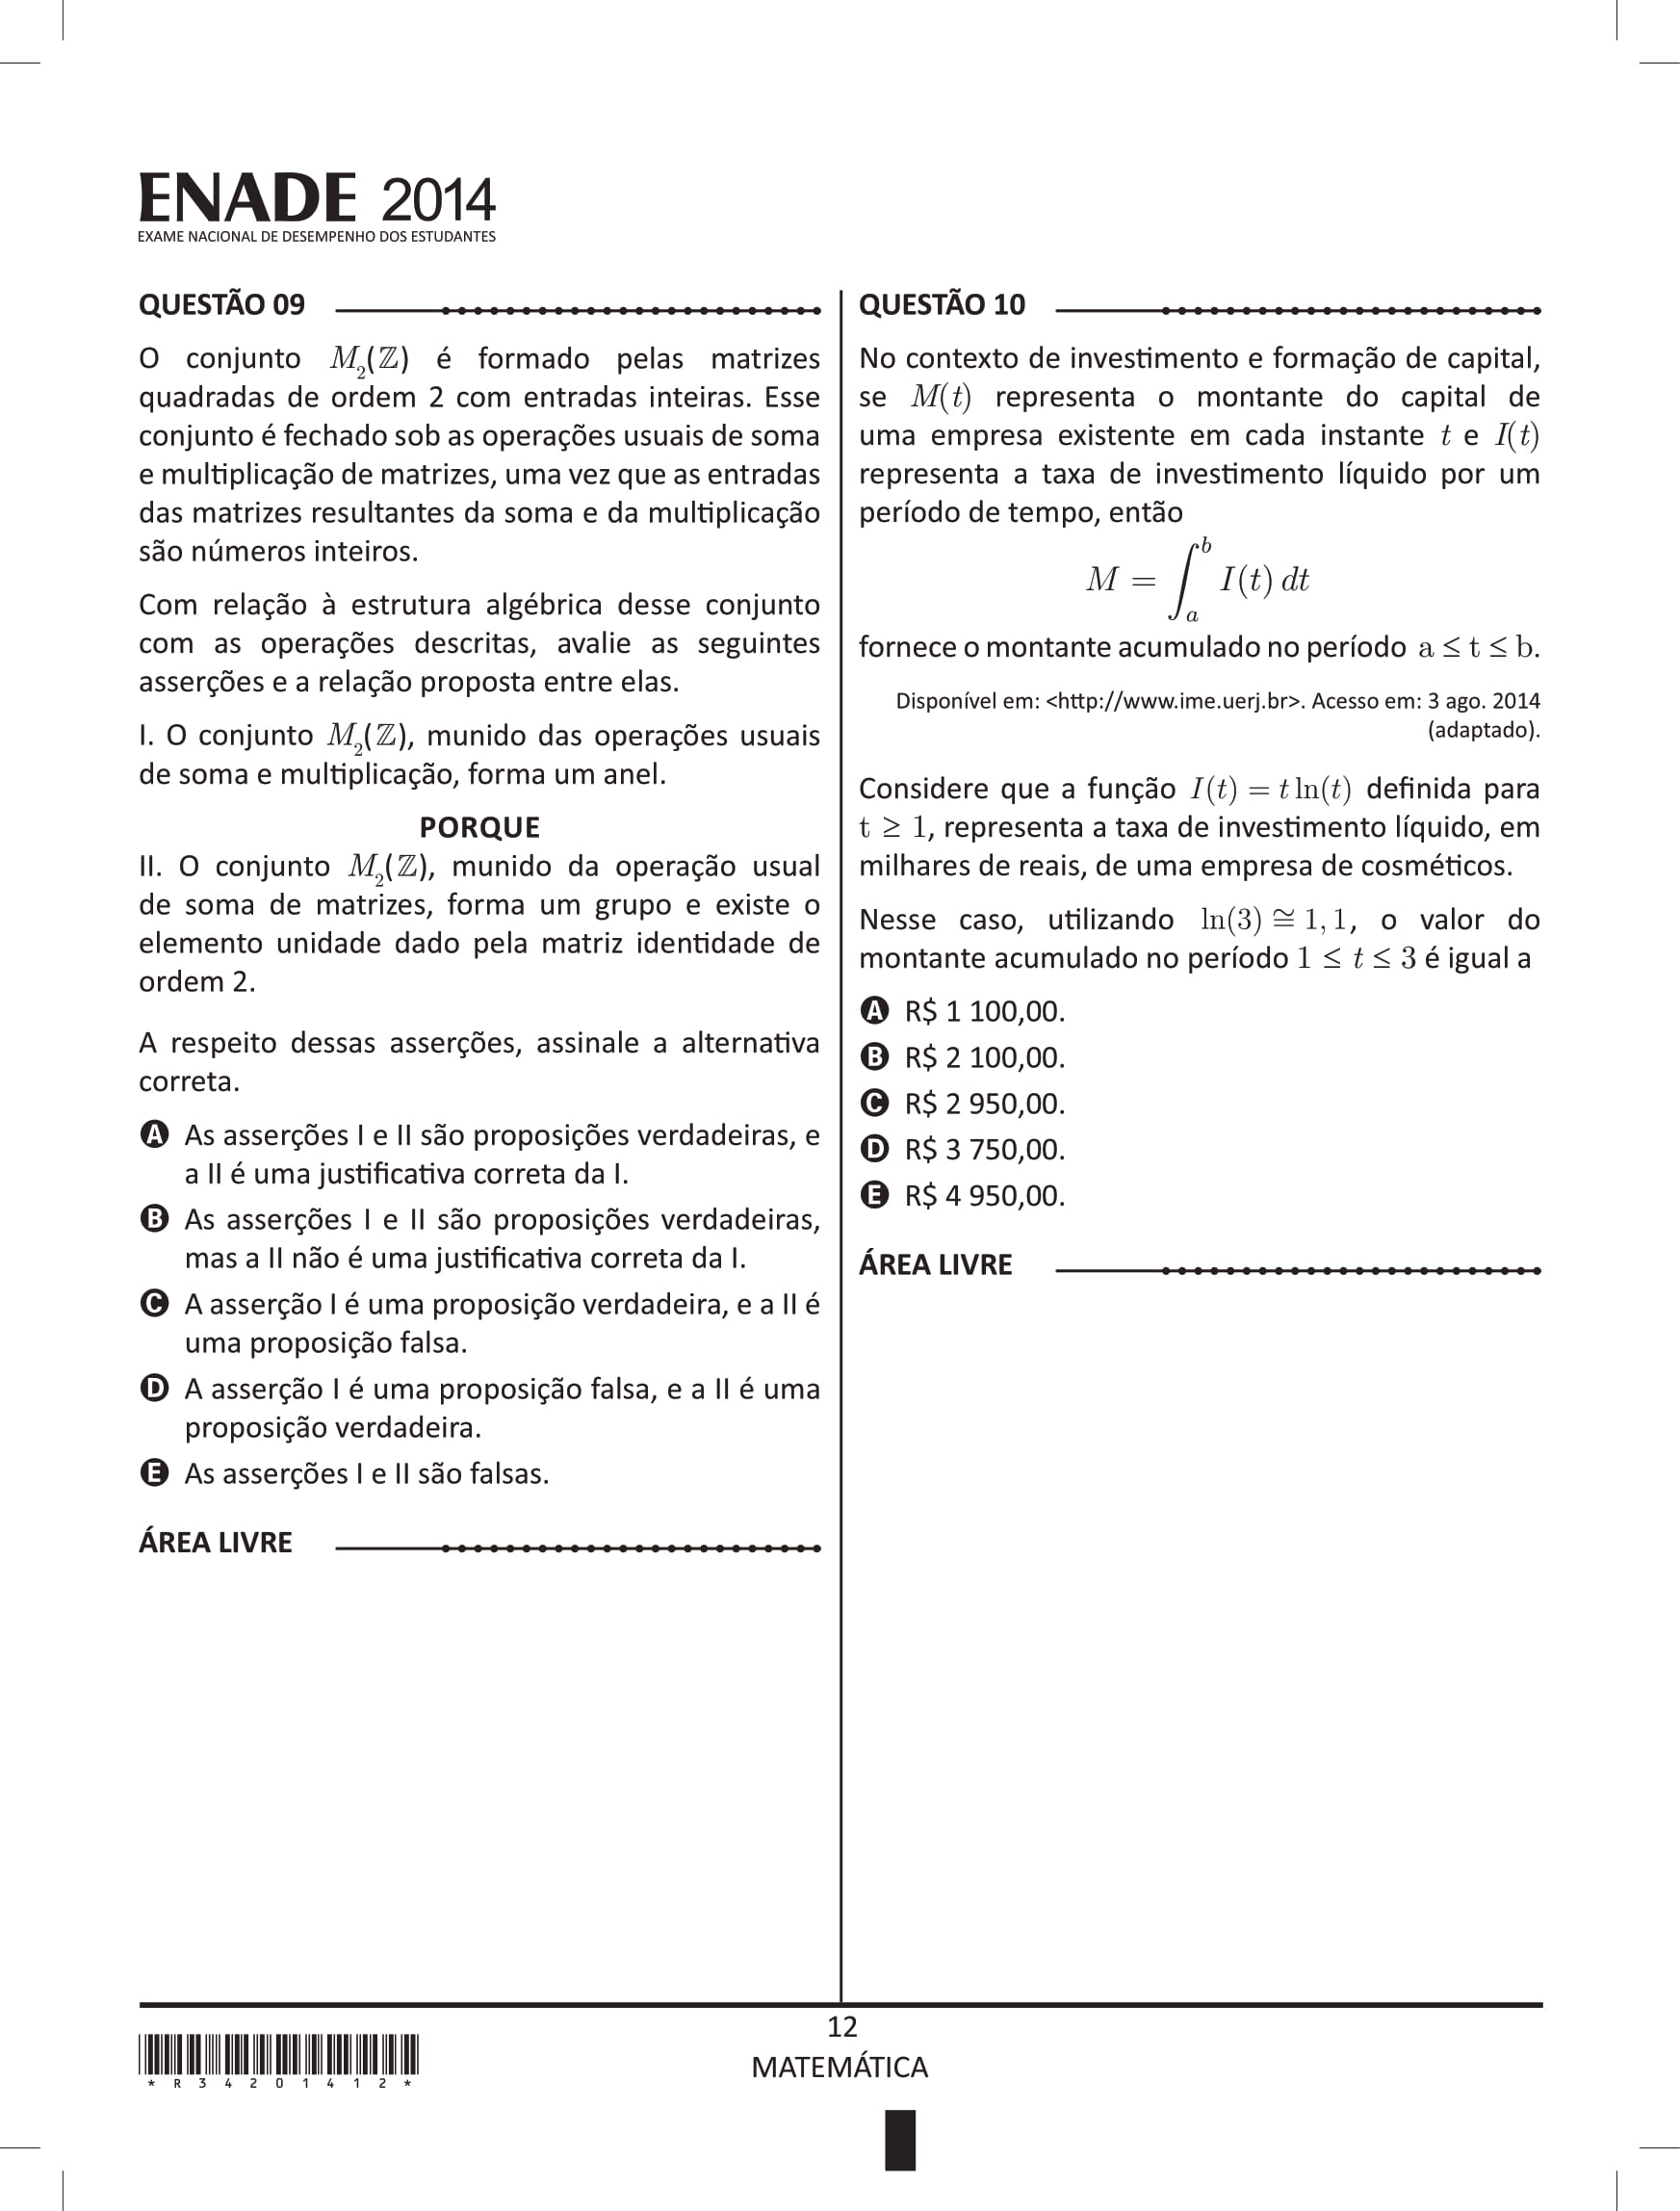 ENADE 2014
EXAME NACIONAL DE DESEMPENHO DOS ESTUDANTES
QUESTÃO 09
O conjunto M₂(ℤ) é formado pelas matrizes
quadradas de ordem 2 com entradas inteiras. Esse
conjunto é fechado sob as operações usuais de soma
e multiplicação de matrizes, uma vez que as entradas
das matrizes resultantes da soma e da multiplicação
são números inteiros.
Com relação à estrutura algébrica desse conjunto
com as operações descritas, avalie as seguintes
asserções e a relação proposta entre elas.
I. O conjunto M₂(ℤ), munido das operações usuais
de soma e multiplicação, forma um anel.
PORQUE
II. O conjunto M₂(ℤ), munido da operação usual
de soma de matrizes, forma um grupo e existe o
elemento unidade dado pela matriz identidade de
ordem 2.
A respeito dessas asserções, assinale a alternativa
correta.
A As asserções I e II são proposições verdadeiras, e
a II é uma justificativa correta da I.
B As asserções I e II são proposições verdadeiras,
mas a II não é uma justificativa correta da I.
C A asserção I é uma proposição verdadeira, e a II é
uma proposição falsa.
D A asserção I é uma proposição falsa, e a II é uma
proposição verdadeira.
E As asserções I e II são falsas.
ÁREA LIVRE
QUESTÃO 10
No contexto de investimento e formação de capital,
se M(t) representa o montante do capital de
uma empresa existente em cada instante t e I(t)
representa a taxa de investimento líquido por um
período de tempo, então
M = ∫ₐᵇ I(t) dt
fornece o montante acumulado no período a ≤ t ≤ b.
Disponível em: <http://www.ime.uerj.br>. Acesso em: 3 ago. 2014
(adaptado).
Considere que a função I(t) = t ln(t) definida para
t ≥ 1, representa a taxa de investimento líquido, em
milhares de reais, de uma empresa de cosméticos.
Nesse caso, utilizando ln(3) ≅ 1,1, o valor do
montante acumulado no período 1 ≤ t ≤ 3 é igual a
A R$ 1 100,00.
B R$ 2 100,00.
C R$ 2 950,00.
D R$ 3 750,00.
E R$ 4 950,00.
ÁREA LIVRE
12
MATEMÁTICA
* R 3 4 2 0 1 4 1 2 *